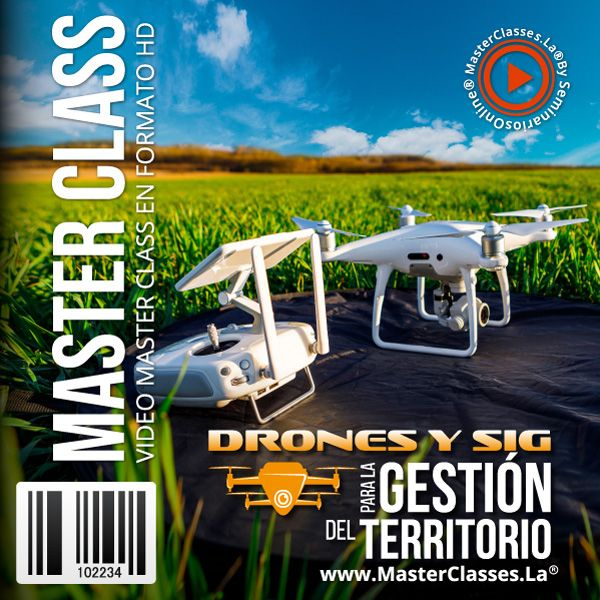 MASTER CLASS
VIDEO MASTER CLASS EN FORMATO HD
MasterClasses.La®By SeminariosOnline®
DRONES Y SIG
PARA LA
GESTIÓN
DEL TERRITORIO
www.MasterClasses.La®
102234